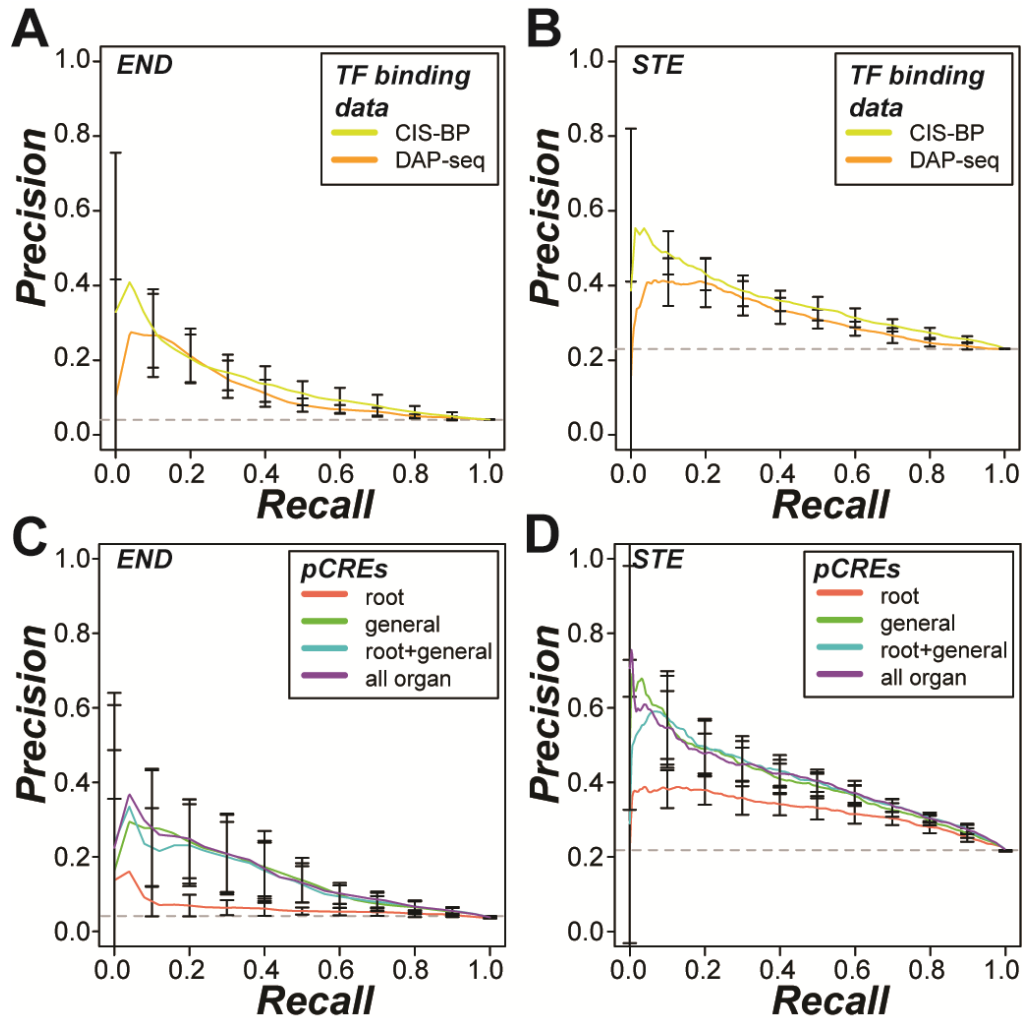 A
END
TF binding
data
CIS-BP
DAP-seq
1.0
0.8
0.6
0.4
0.2
0.0
Precision
0.0 0.2 0.4 0.6 0.8 1.0
Recall
B
STE
TF binding
data
CIS-BP
DAP-seq
1.0
0.8
0.6
0.4
0.2
0.0
Precision
0.0 0.2 0.4 0.6 0.8 1.0
Recall
C
END
pCREs
root
general
root+general
all organ
1.0
0.8
0.6
0.4
0.2
0.0
Precision
0.0 0.2 0.4 0.6 0.8 1.0
Recall
D
STE
pCREs
root
general
root+general
all organ
1.0
0.8
0.6
0.4
0.2
0.0
Precision
0.0 0.2 0.4 0.6 0.8 1.0
Recall